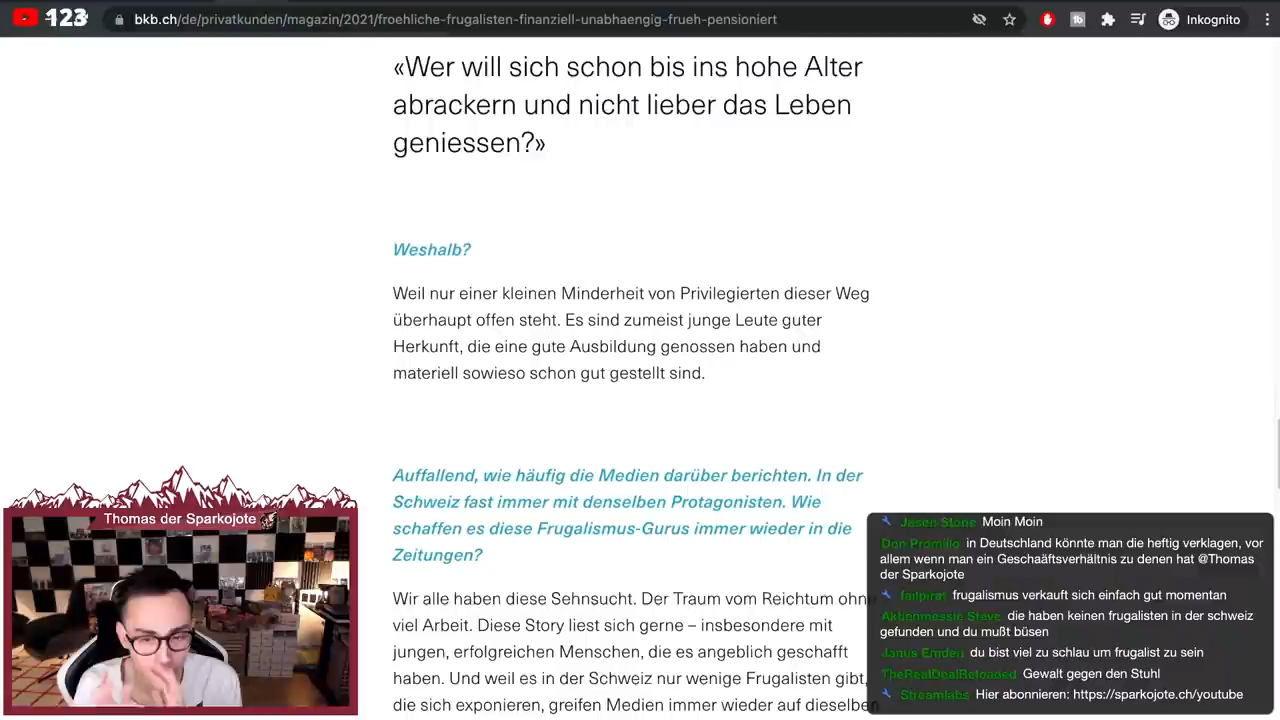 123
bkb.ch/de/privatkunden/magazin/2021/froehliche-frugalisten-finanziell-unabhaengig-frueh-pensioniert
Inkognito
«Wer will sich schon bis ins hohe Alter
abrackern und nicht lieber das Leben
geniessen?»
Weshalb?
Weil nur einer kleinen Minderheit von Privilegierten dieser Weg
überhaupt offen steht. Es sind zumeist junge Leute guter
Herkunft, die eine gute Ausbildung genossen haben und
materiell sowieso schon gut gestellt sind.
Auffallend, wie häufig die Medien darüber berichten. In der
Schweiz fast immer mit denselben Protagonisten. Wie
schaffen es diese Frugalismus-Gurus immer wieder in die
Zeitungen?
Wir alle haben diese Sehnsucht. Der Traum vom Reichtum ohne
viel Arbeit. Diese Story liest sich gerne – insbesondere mit
jungen, erfolgreichen Menschen, die es angeblich geschafft
haben. Und weil es in der Schweiz nur wenige Frugalisten gibt,
die sich exponieren, greifen Medien immer wieder auf dieselben
Thomas der Sparkojote
Jasen Stone Moin Moin
Don Promillo in Deutschland könnte man die heftig verklagen, vor
allem wenn man ein Geschaäftsverhältnis zu denen hat @Thomas
der Sparkojote
failpirat frugalismus verkauft sich einfach gut momentan
Aktienmessie Steve die haben keinen frugalisten in der schweiz
gefunden und du mußt büsen
Janus Emden du bist viel zu schlau um frugalist zu sein
TheRealDealReloaded Gewalt gegen den Stuhl
Streamlabs Hier abonnieren: https://sparkojote.ch/youtube